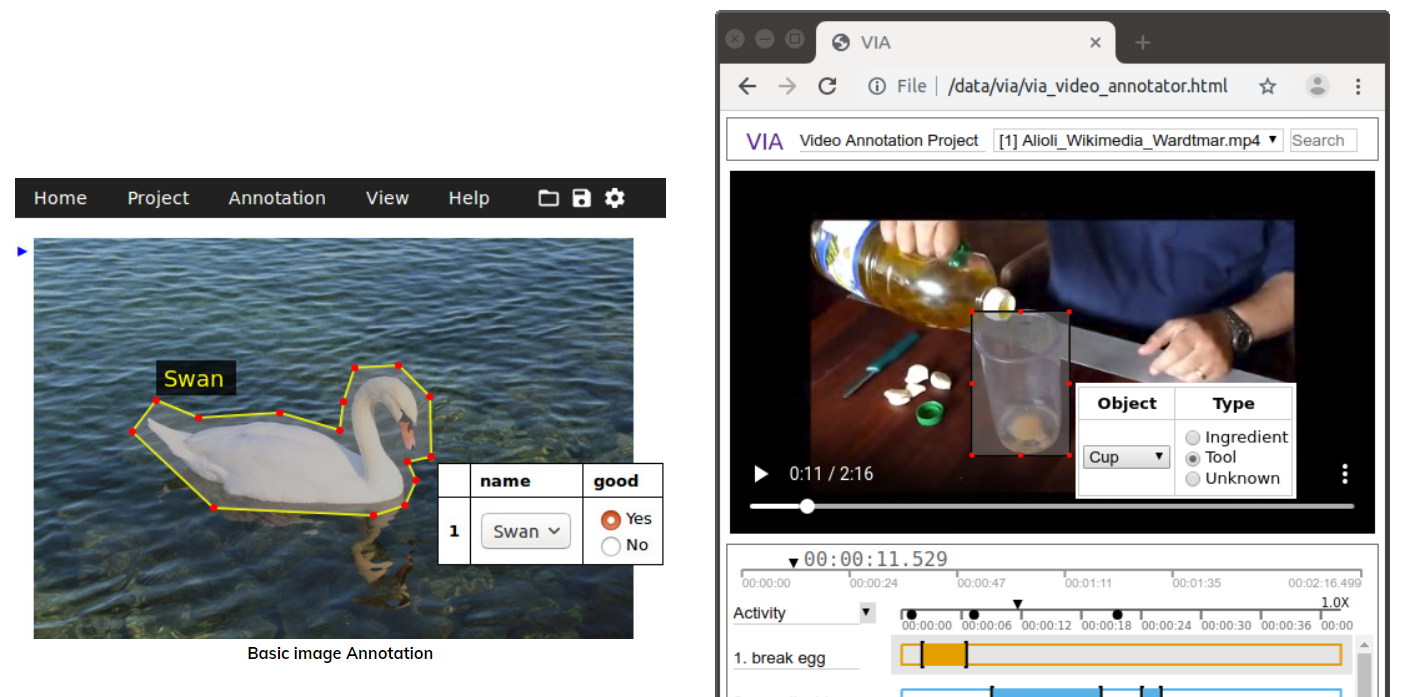 Home Project Annotation View Help
Swan
name good
1 Swan Yes
No
Basic image Annotation
VIA
File /data/via/via_video_annotator.html
VIA Video Annotation Project [1] Alioli_Wikimedia_Wardtmar.mp4 Search
Object Type
Cup Ingredient
Tool
Unknown
0:11 / 2:16
00:00:11.529
00:00:00 00:00:24 00:00:47 00:01:11 00:01:35 00:02:16.499
1.0X
Activity
00:00:00 00:00:06 00:00:12 00:00:18 00:00:24 00:00:30 00:00:36 00:00
1. break egg